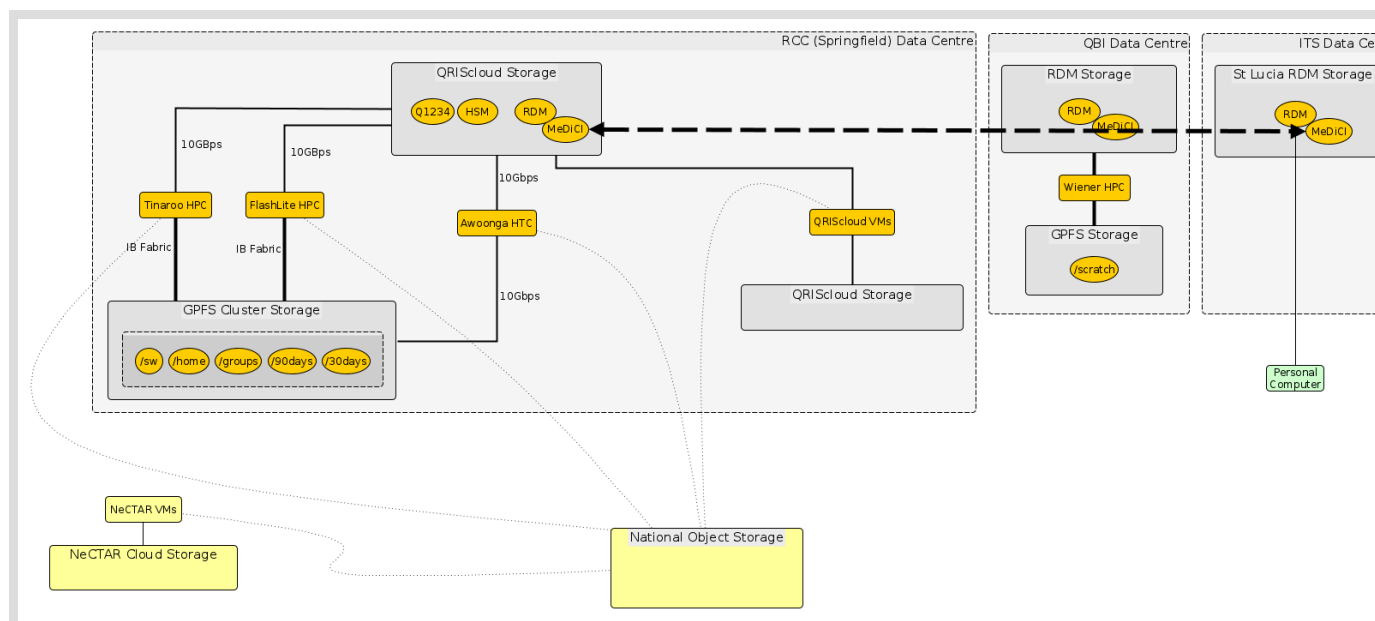 RCC (Springfield) Data Centre
QBI Data Centre
ITS Data Ce
QRIScloud Storage
RDM Storage
St Lucia RDM Storage
Q1234
HSM
RDM
MeDiCI
RDM
MeDiCI
RDM
MeDiCI
10GBps
10GBps
10Gbps
Tinaroo HPC
FlashLite HPC
Awoonga HTC
QRIScloud VMs
Wiener HPC
IB Fabric
IB Fabric
GPFS Storage
/scratch
10Gbps
QRIScloud Storage
GPFS Cluster Storage
/sw
/home
/groups
/90days
/30days
Personal
Computer
NeCTAR VMs
NeCTAR Cloud Storage
National Object Storage